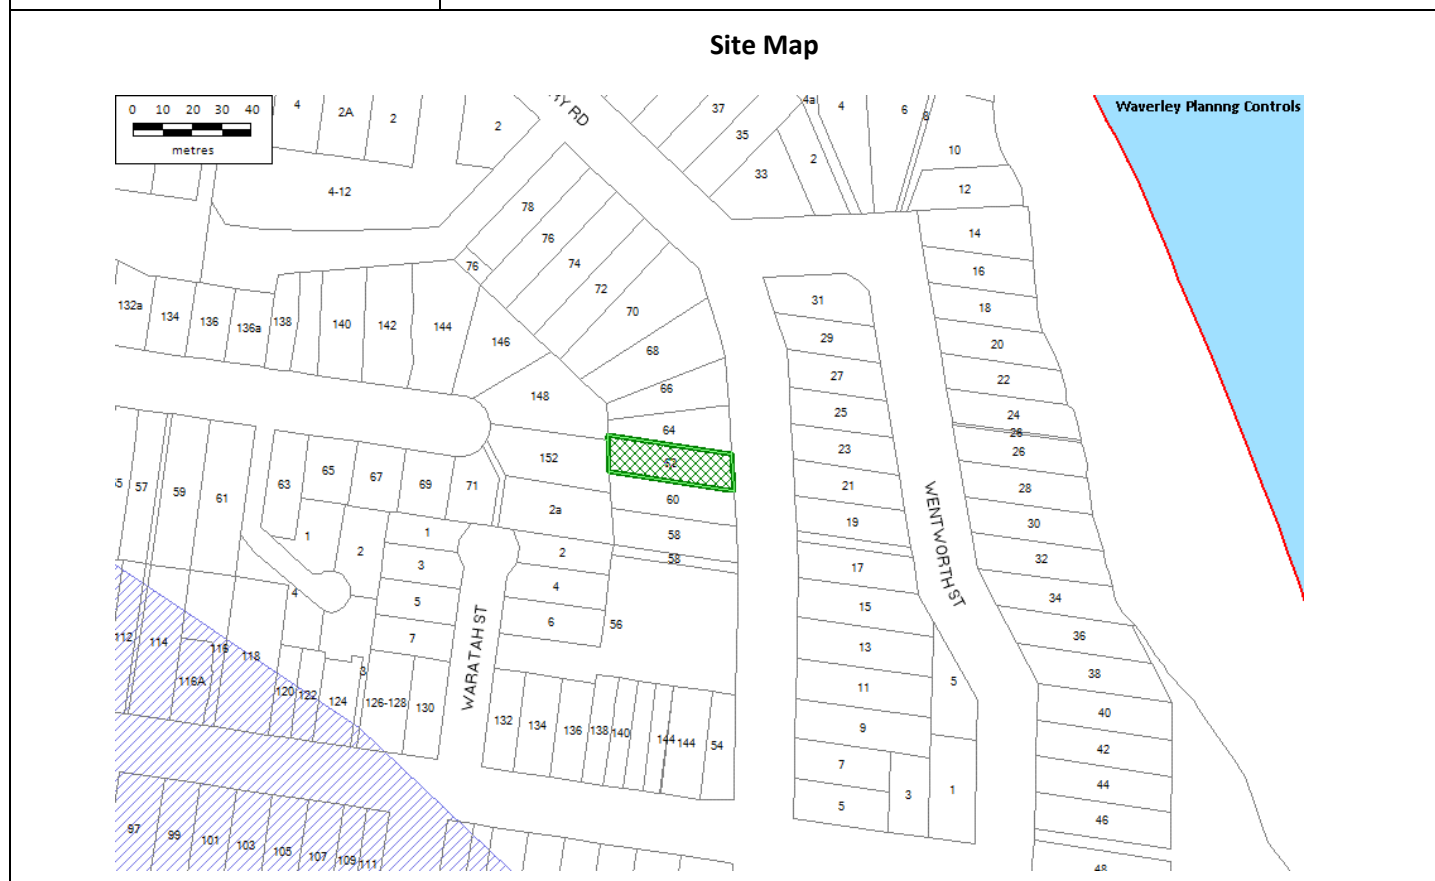 Site Map
0 10 20 30 40
metres
Waverley Plannng Controls
4 2A 2 2 Y RD 37 35 33 4a 4 2 6 8 10 12
4-12
78 76 74 72 70 68 66 64
76
14 16 18 20 22 24 26 26 28 30 32 34 36 38 40 42 44 46 48
31 29 27 25 23 21 19 17 15 13 11 9 7 5 3 1 5
132a 134 136 136a 138 140 142 144 146 148 152
62 60 58 58 56
57 59 61 63 65 67 69 71 2a
1 2 1 3 5 7 2 4 6
4 3
WENTWORTH ST
WARATAH ST
112 114 116 118 116A 120 122 124 126-128 130
132 134 136 138 140 144 144 54
97 99 101 103 105 107 109 111